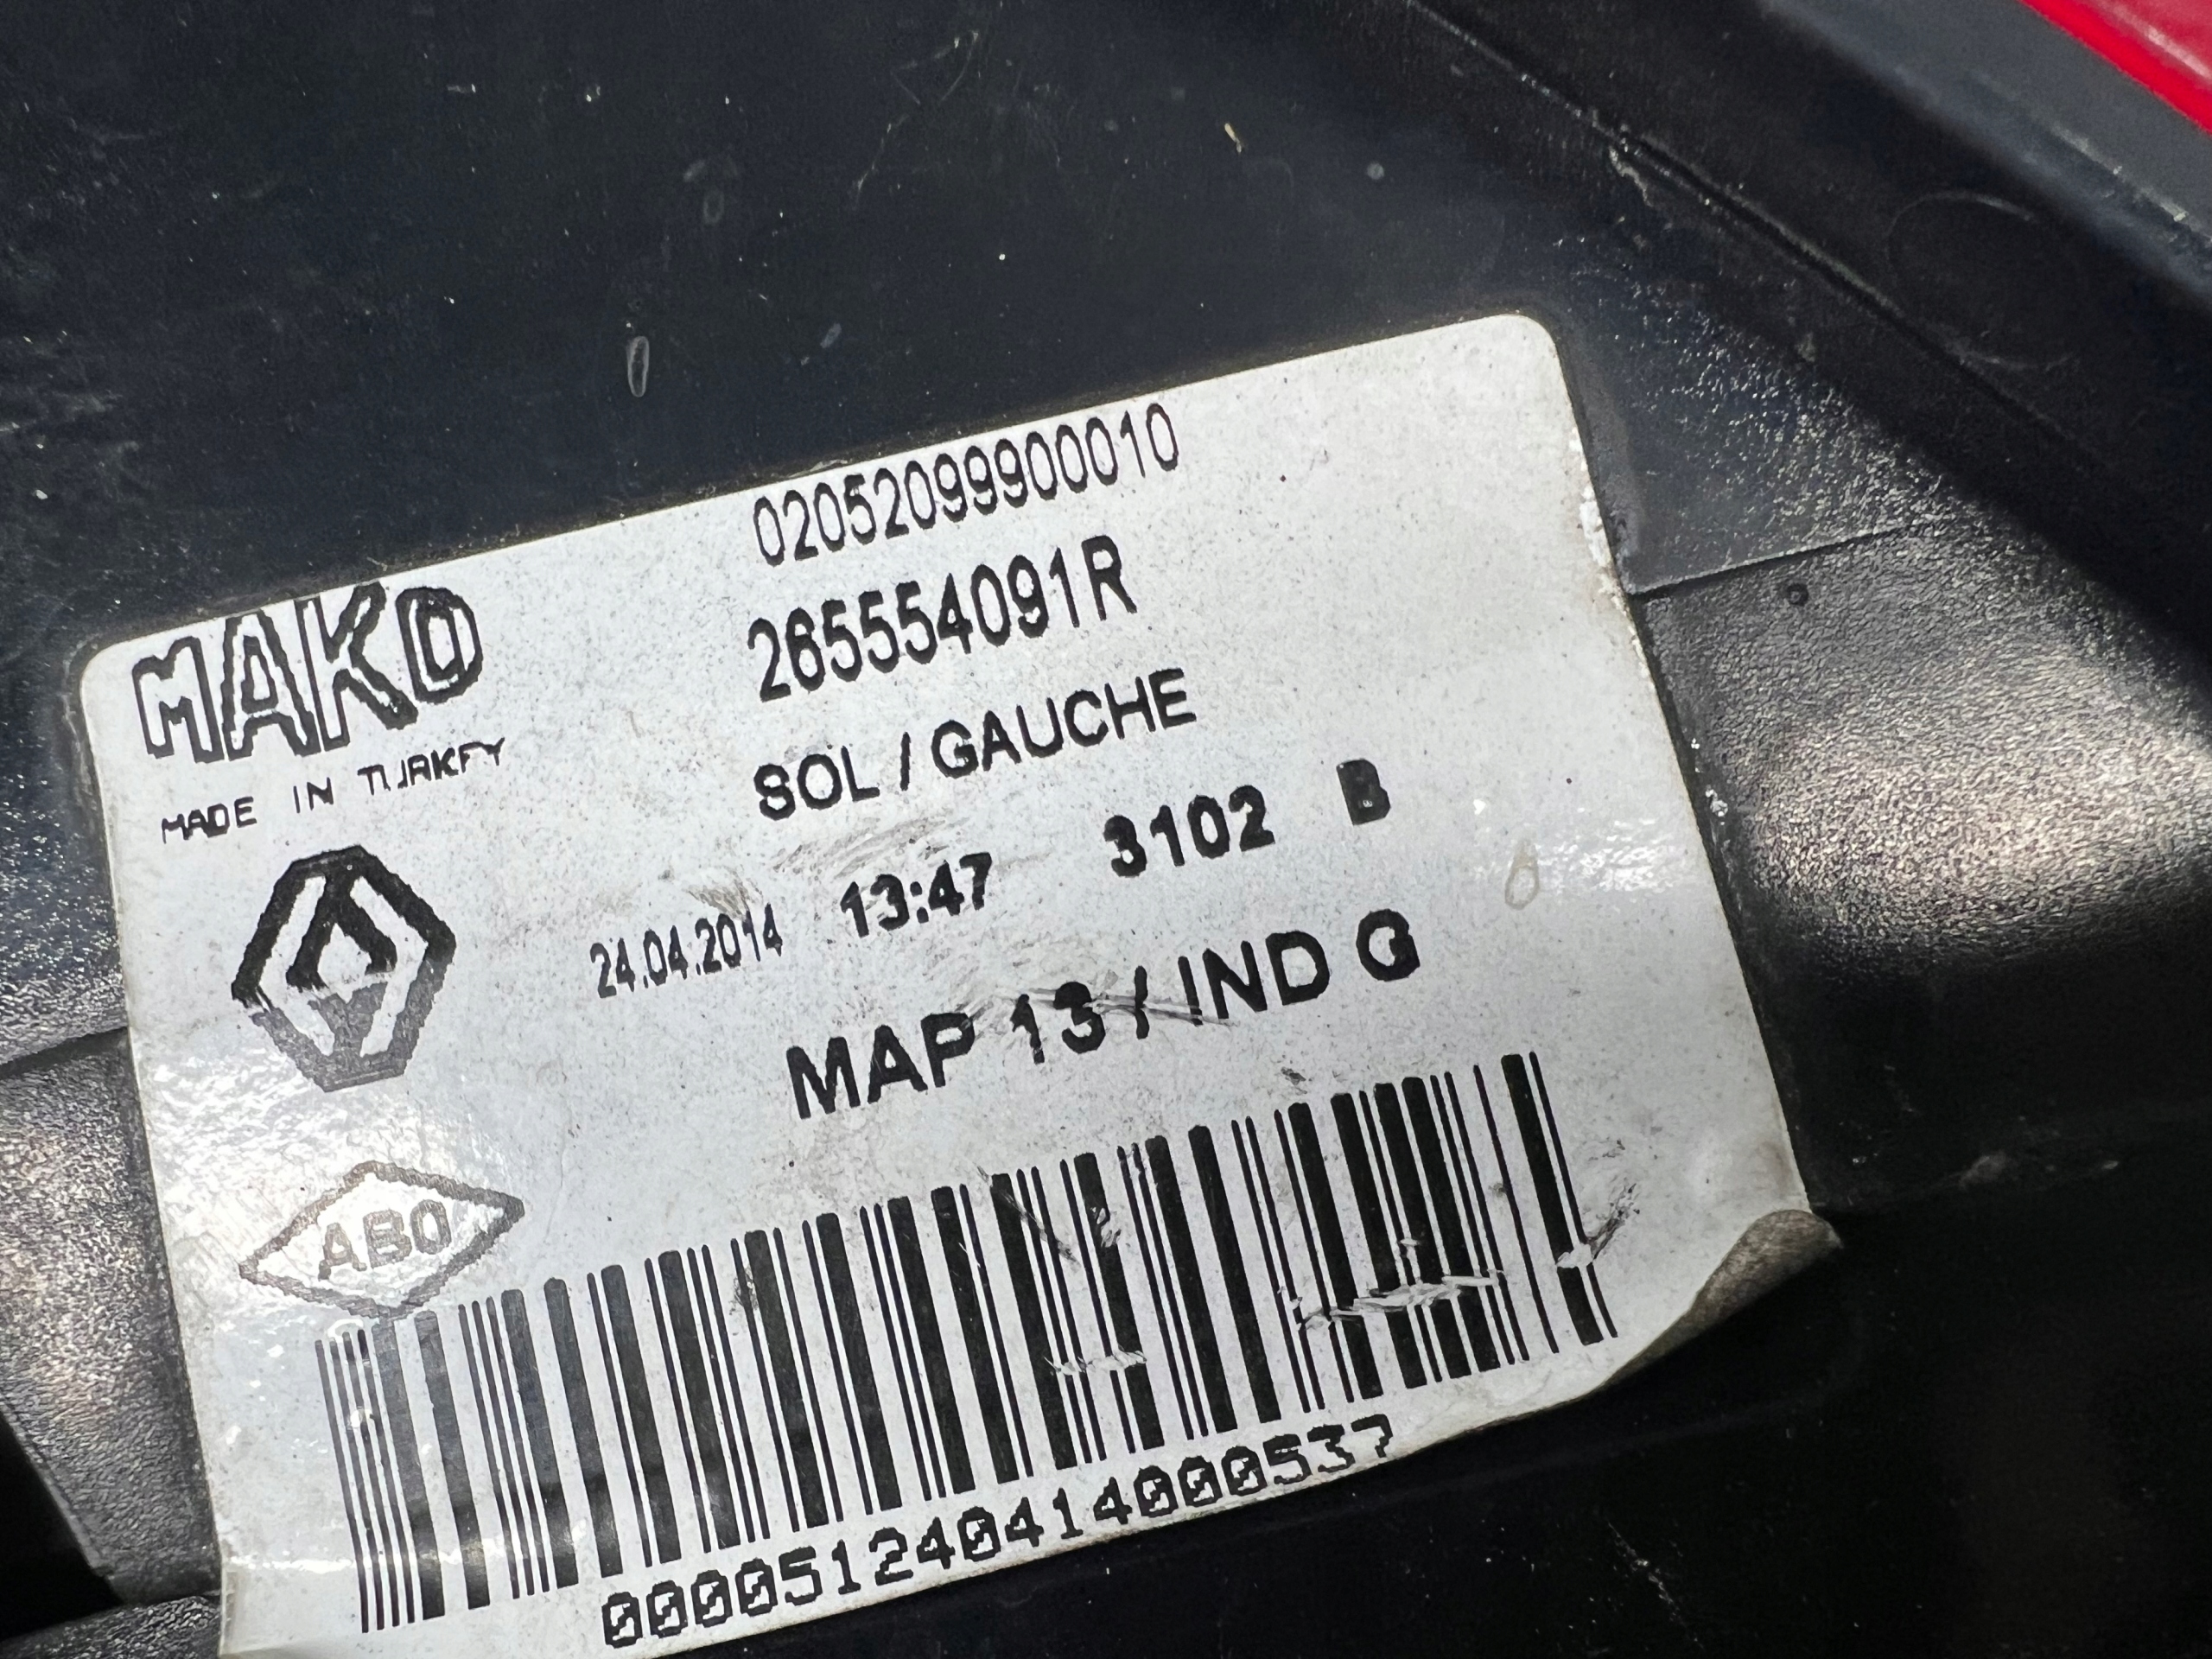 02052099900010
MAKO
265554091R
MADE IN TURKEY
SOL / GAUCHE
24.04.2014 13:47 3102 B
MAP 13 / IND G
ABO
000051240414000537